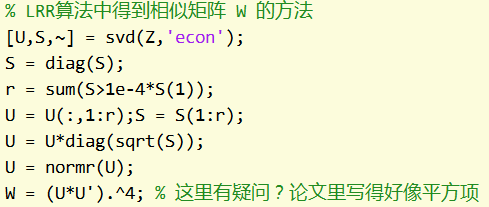 % LRR算法中得到相似矩阵 W 的方法
[U,S,~] = svd(Z,'econ');
S = diag(S);
r = sum(S>1e-4*S(1));
U = U(:,1:r);S = S(1:r);
U = U*diag(sqrt(S));
U = normr(U);
W = (U*U').^4; % 这里有疑问？论文里写得好像平方项